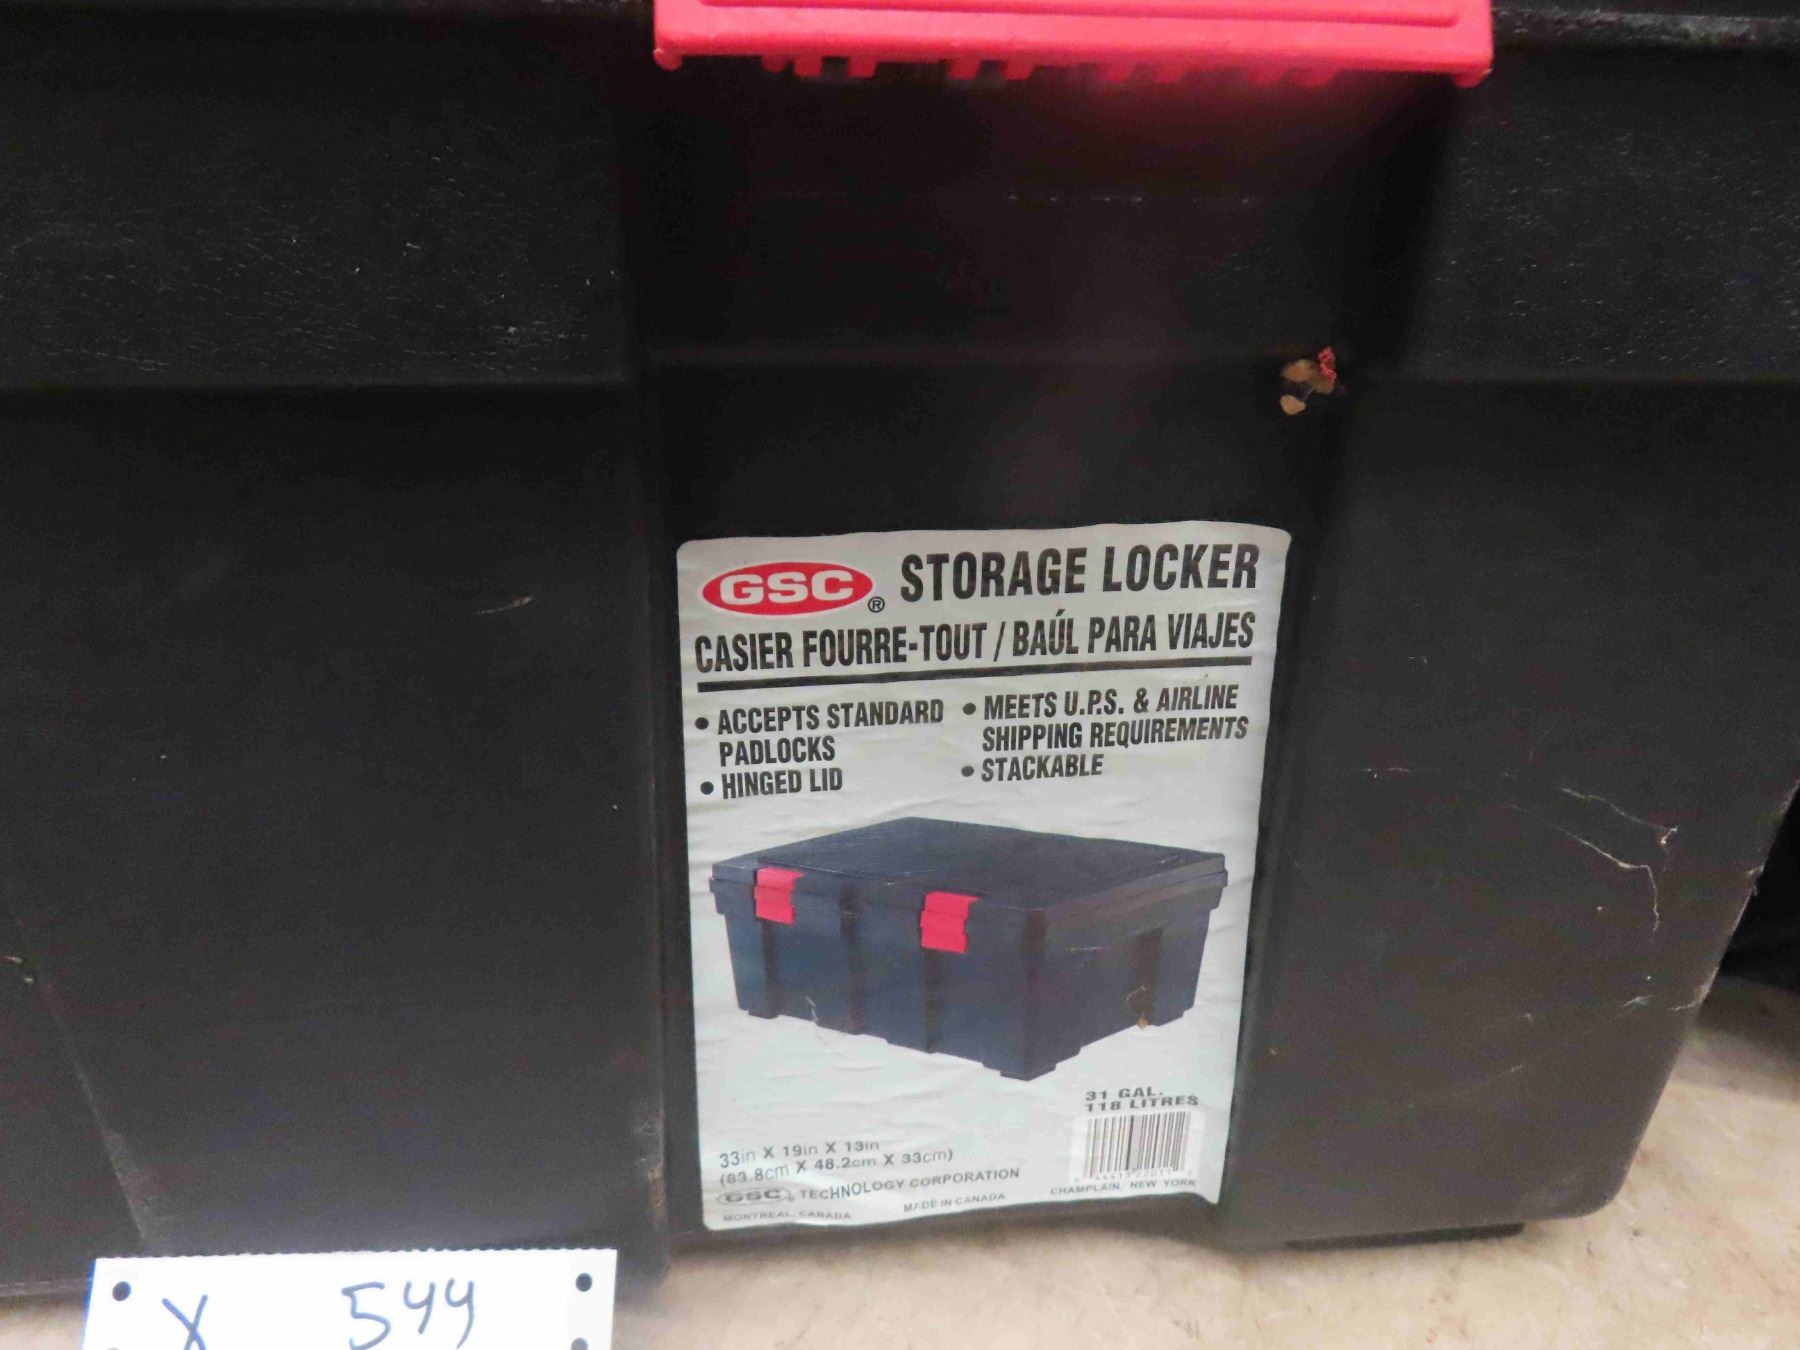 GSC ® STORAGE LOCKER
CASIER FOURRE-TOUT / BAÚL PARA VIAJES
• ACCEPTS STANDARD
PADLOCKS
• HINGED LID
• MEETS U.P.S. & AIRLINE
SHIPPING REQUIREMENTS
• STACKABLE
31 GAL.
118 LITRES
33in X 19in X 13in
(83.8cm X 48.2cm X 33cm)
GSC ® TECHNOLOGY CORPORATION
MONTREAL, CANADA
MADE IN CANADA
CHAMPLAIN, NEW YORK
X 544